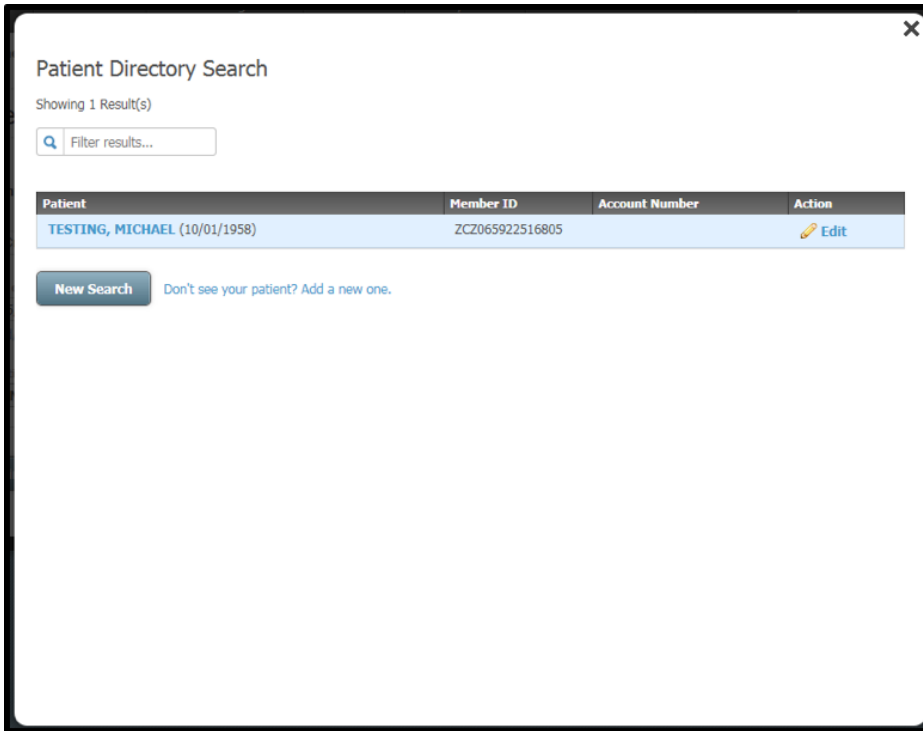 Patient Directory Search
Showing 1 Result(s)
Filter results...
Patient Member ID Account Number Action
TESTING, MICHAEL (10/01/1958) ZCZ065922516805 Edit
New Search Don't see your patient? Add a new one.